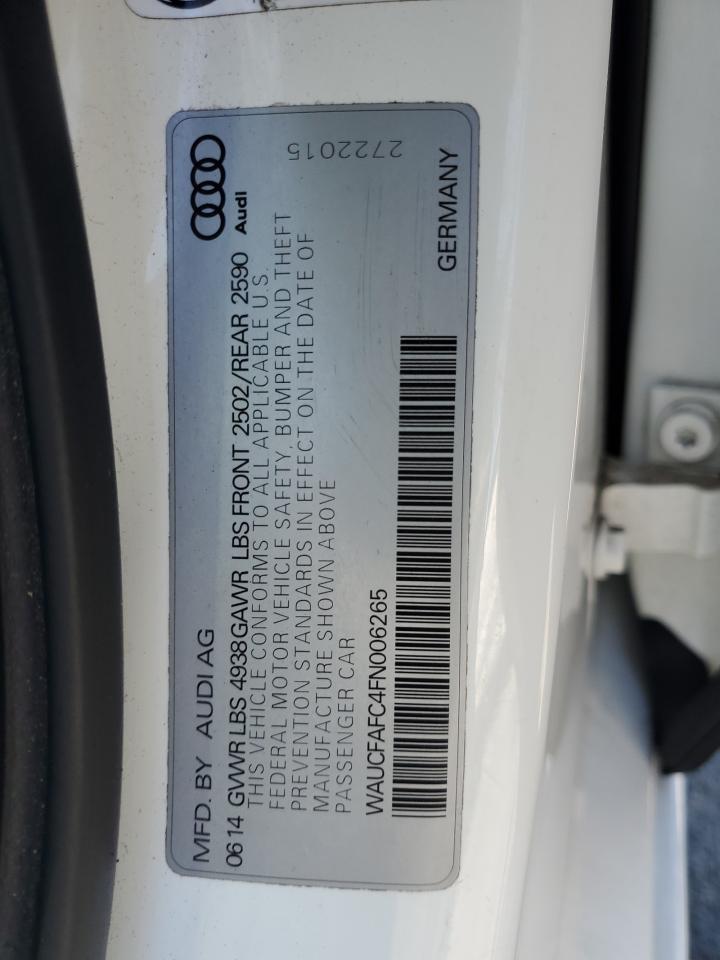 MFD. BY AUDI AG
Audi
0614 GVWR LBS 4938 GAWR LBS FRONT 2502/REAR 2590
THIS VEHICLE CONFORMS TO ALL APPLICABLE U.S.
FEDERAL MOTOR VEHICLE SAFETY, BUMPER AND THEFT
PREVENTION STANDARDS IN EFFECT ON THE DATE OF
MANUFACTURE SHOWN ABOVE
PASSENGER CAR
WAUCFAFC4FN006265
GERMANY
2722015